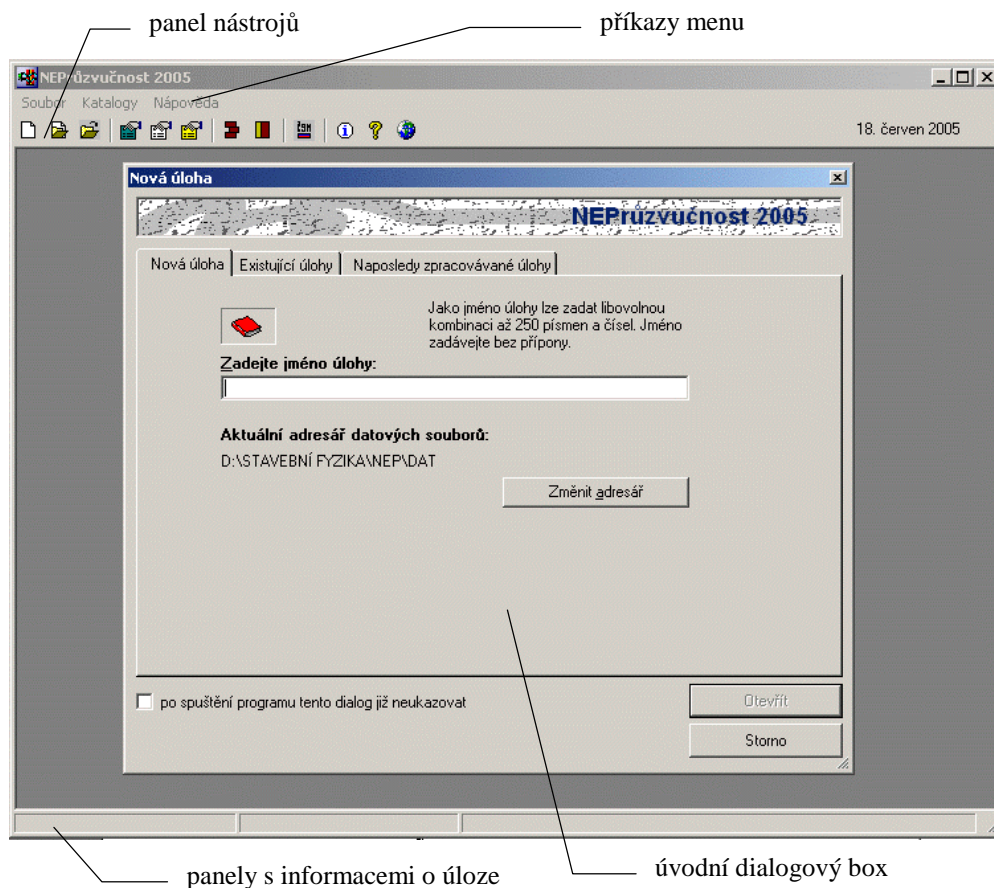 panel nástrojů
příkazy menu
NEPrůzvučnost 2005
Soubor Katalogy Nápověda
18. červen 2005
Nová úloha
NEPrůzvučnost 2005
Nová úloha Existující úlohy Naposledy zpracovávané úlohy
Jako jméno úlohy lze zadat libovolnou
kombinaci až 250 písmen a čísel. Jméno
zadávejte bez přípony.
Zadejte jméno úlohy:
Aktuální adresář datových souborů:
D:\STAVEBNÍ FYZIKA\NEP\DAT
Změnit adresář
po spuštění programu tento dialog již neukazovat
Otevřít
Storno
panely s informacemi o úloze
úvodní dialogový box